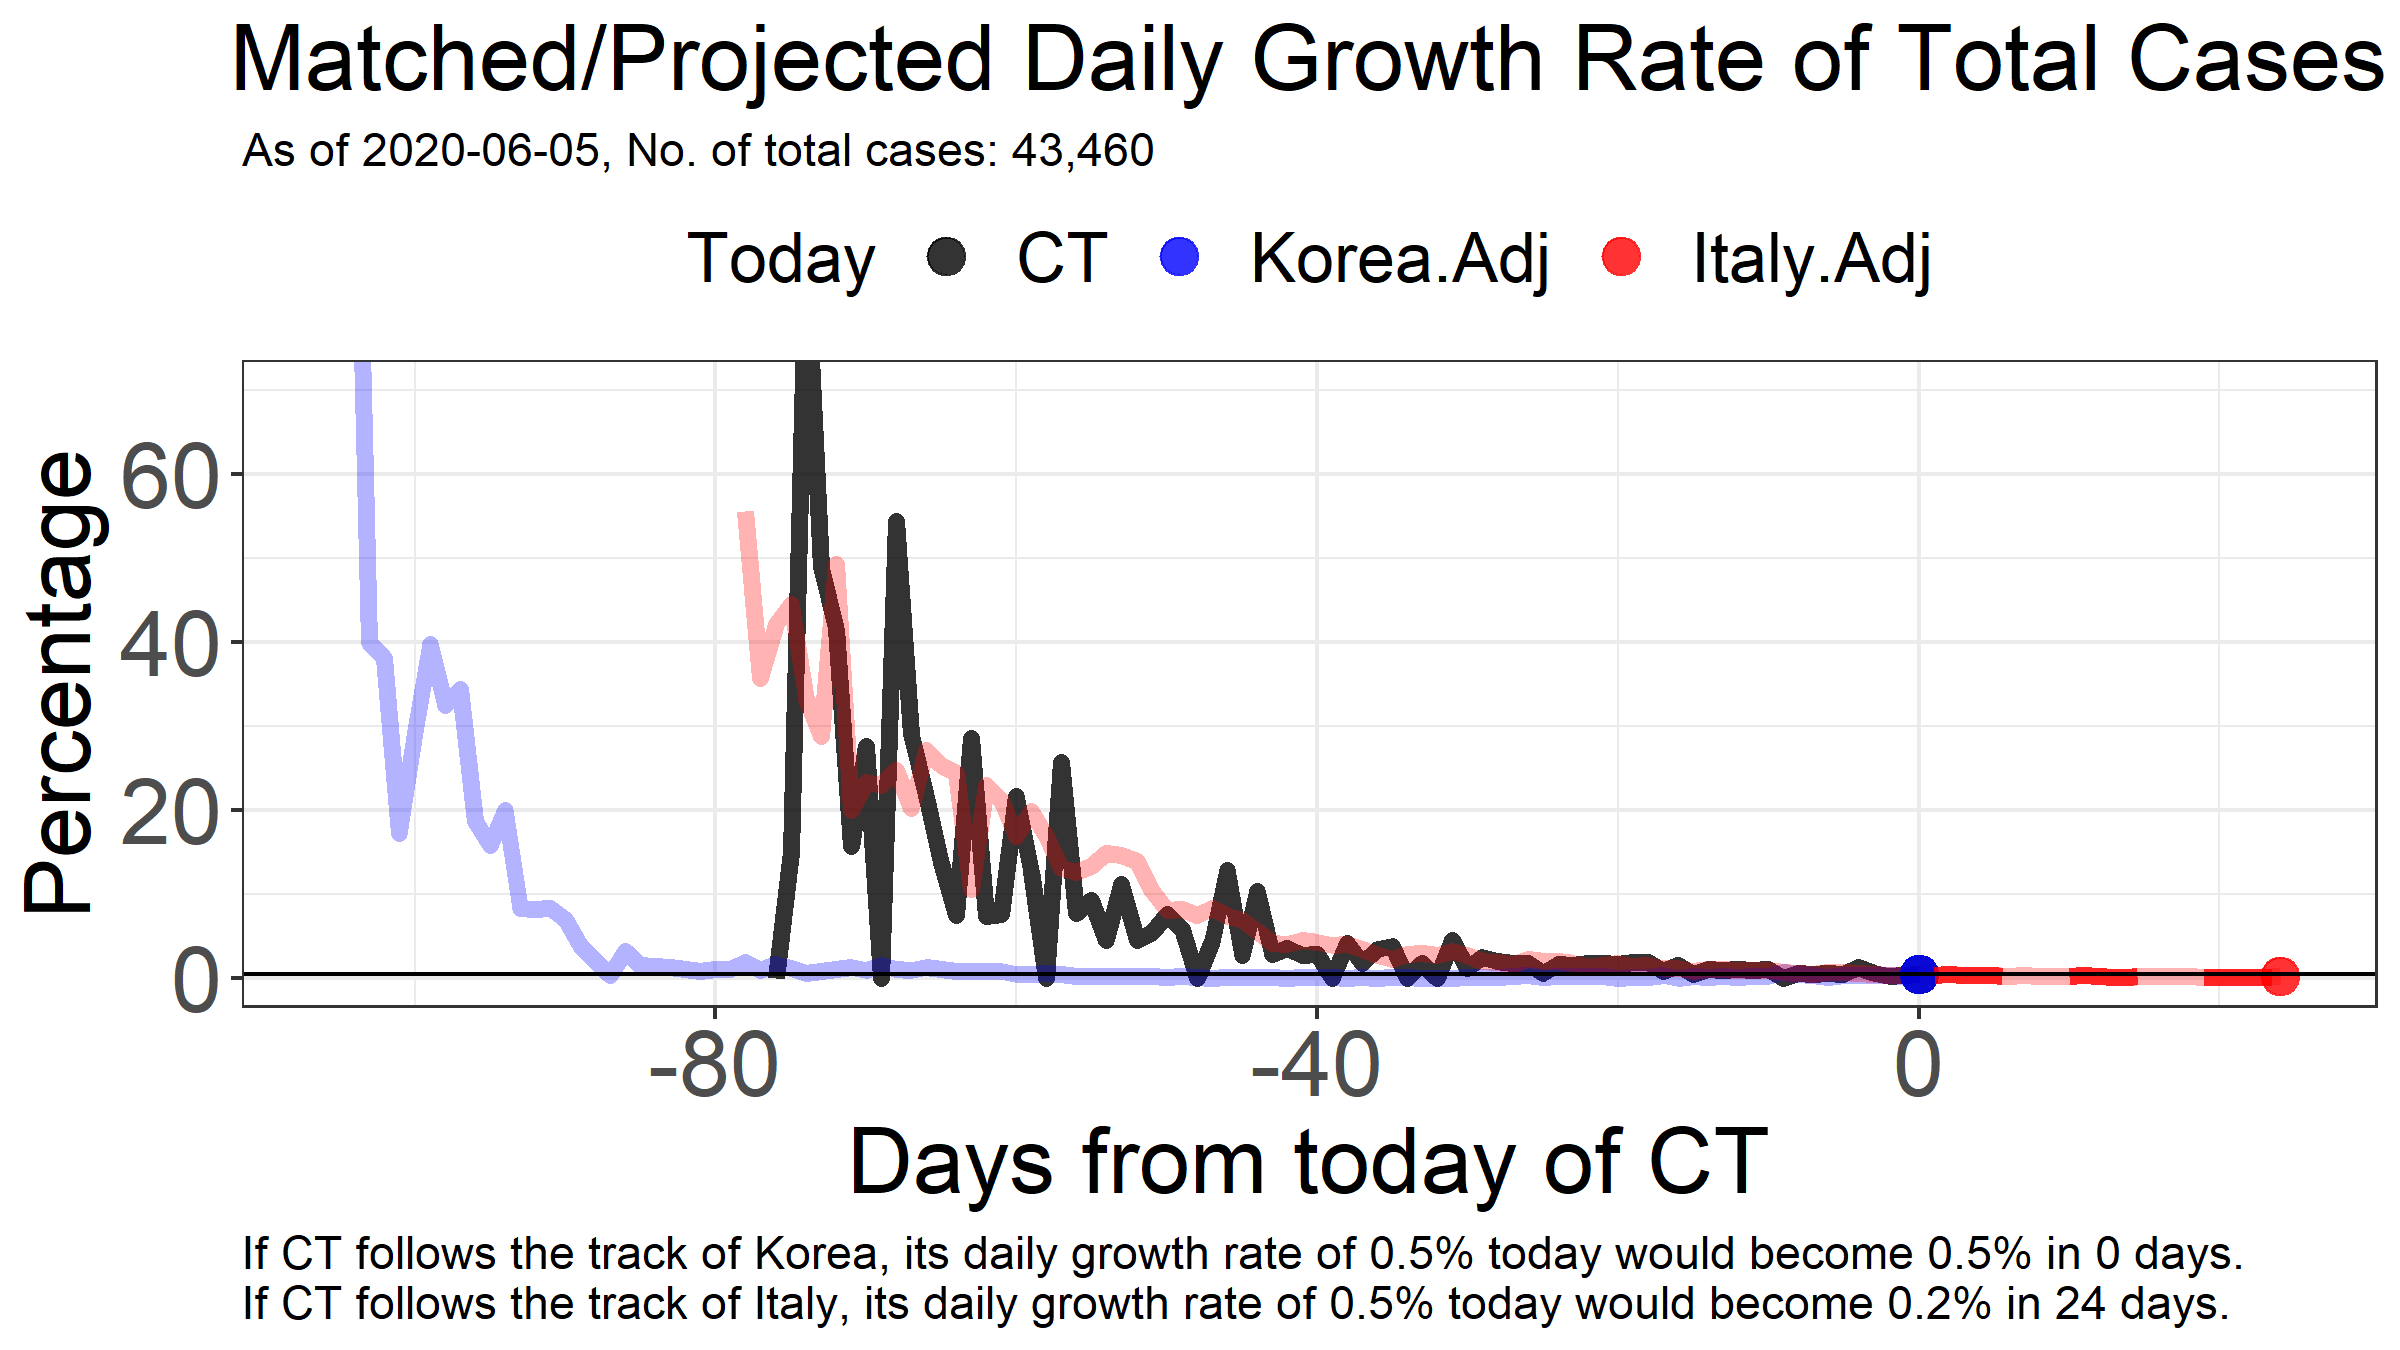 Matched/Projected Daily Growth Rate of Total Cases
As of 2020-06-05, No. of total cases: 43,460
Today CT Korea.Adj Italy.Adj
Percentage
60
40
20
0
-80 -40 0
Days from today of CT
If CT follows the track of Korea, its daily growth rate of 0.5% today would become 0.5% in 0 days.
If CT follows the track of Italy, its daily growth rate of 0.5% today would become 0.2% in 24 days.